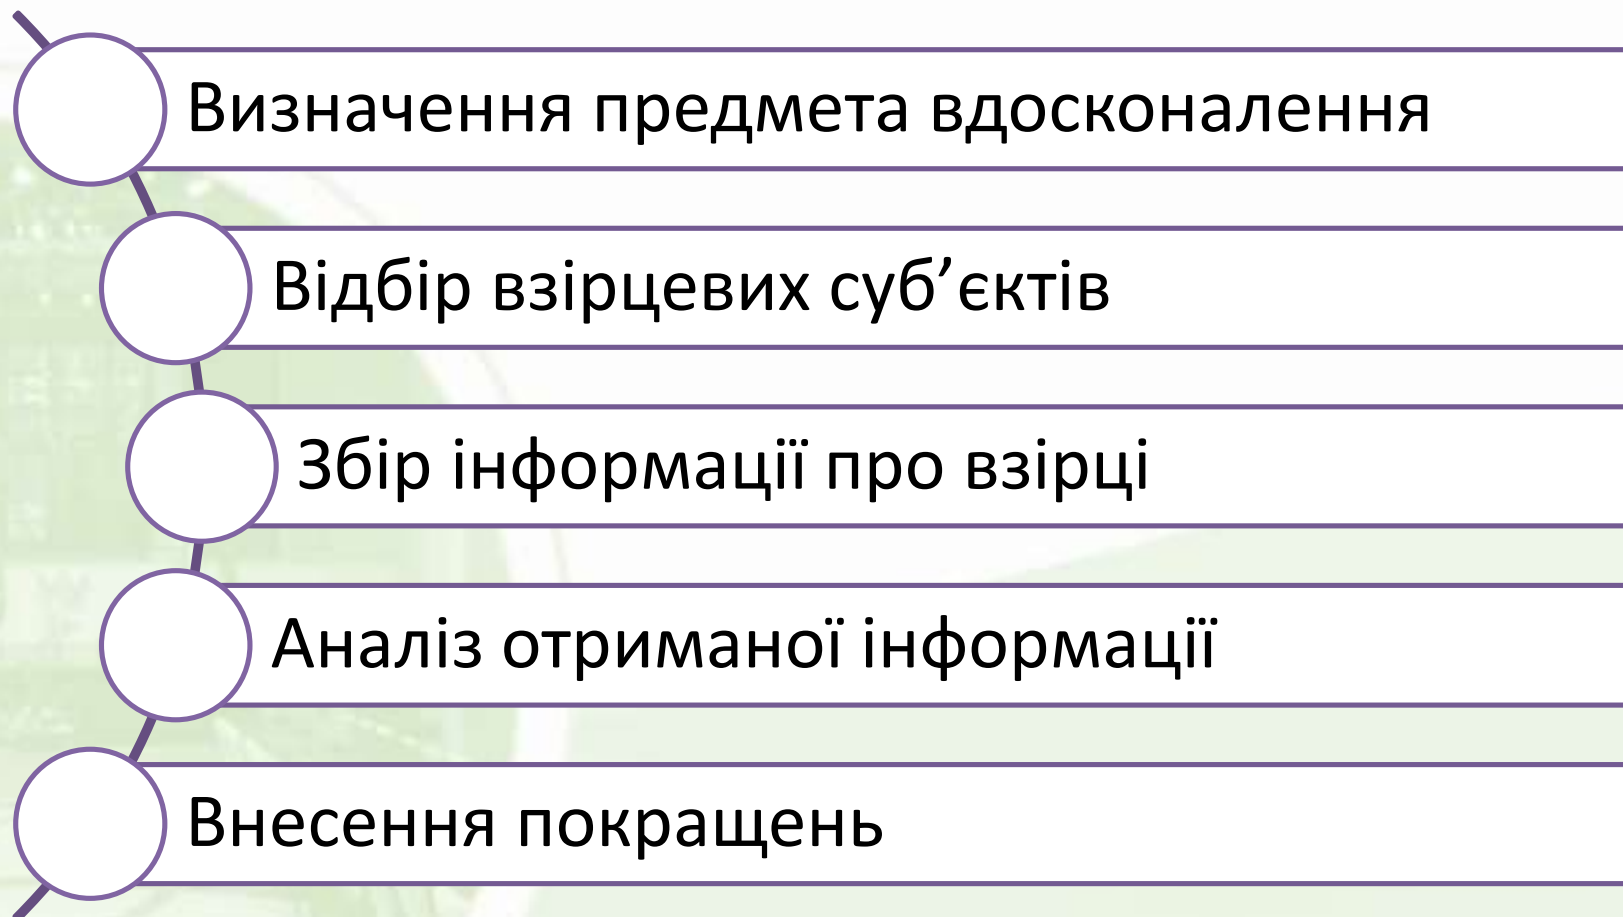 Визначення предмета вдосконалення
Відбір взірцевих суб’єктів
Збір інформації про взірці
Аналіз отриманої інформації
Внесення покращень